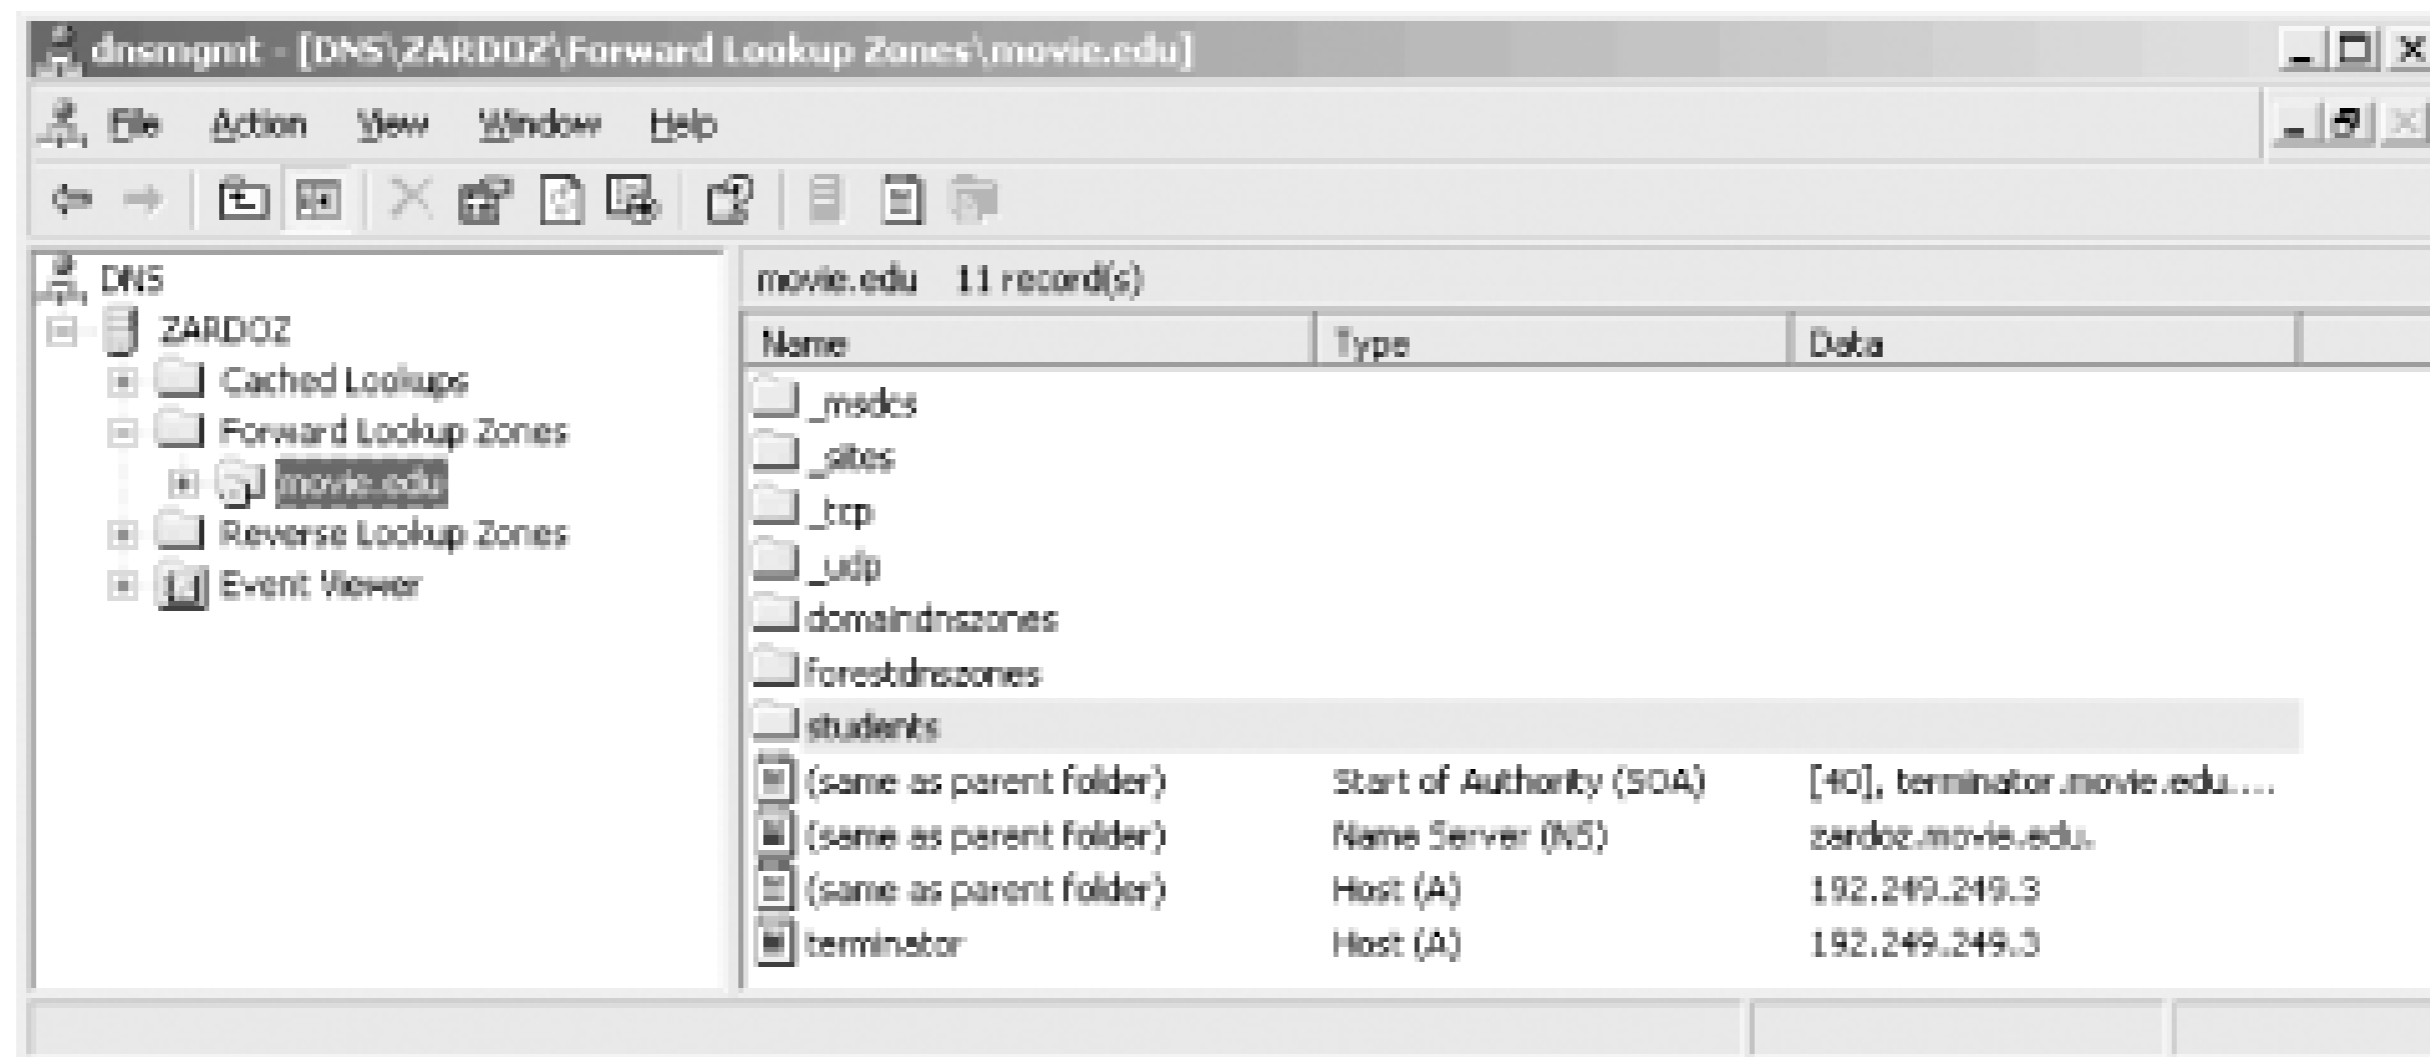 dnsmgmt - [DNS\ZARDOZ\Forward Lookup Zones\movie.edu]
File Action View Window Help
DNS
ZARDOZ
Cached Lookups
Forward Lookup Zones
movie.edu
Reverse Lookup Zones
Event Viewer
movie.edu 11 record(s)
Name Type Data
_msdcs
_sites
_tcp
_udp
domaindnszones
forestdnszones
students
(same as parent folder) Start of Authority (SOA) [40], terminator.movie.edu....
(same as parent folder) Name Server (NS) zardoz.movie.edu.
(same as parent folder) Host (A) 192.249.249.3
terminator Host (A) 192.249.249.3